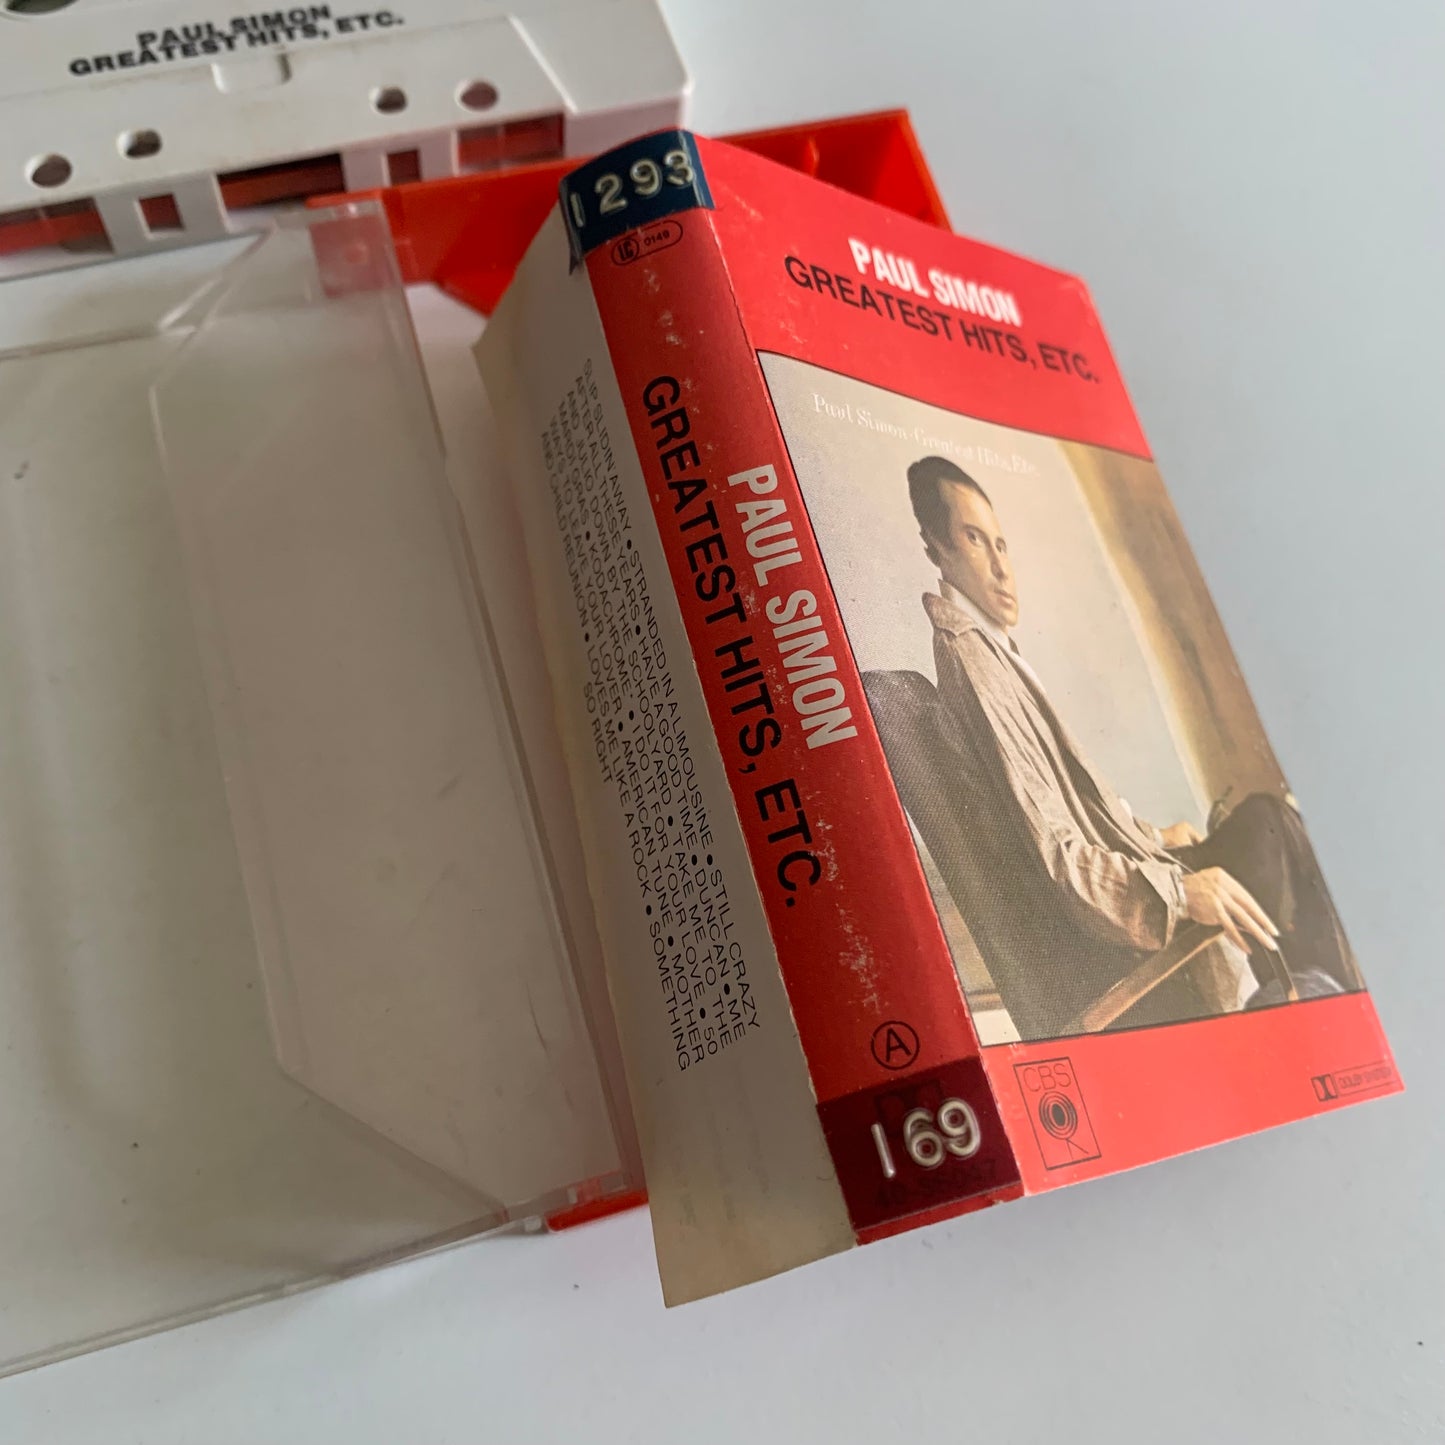 PAUL SIMON
GREATEST HITS, ETC.
1293
LC 0149
PAUL SIMON
GREATEST HITS, ETC.
A
169
PAUL SIMON
GREATEST HITS, ETC.
Paul Simon-Greatest Hits, Etc.
CBS
DOLBY SYSTEM
SLIP SLIDIN' AWAY • STRANDED IN A LIMOUSINE • STILL CRAZY
AFTER ALL THESE YEARS • HAVE A GOOD TIME • DUNCAN • ME
AND JULIO DOWN BY THE SCHOOLYARD • TAKE ME TO THE
MARDI GRAS • KODACHROME* • I DO IT FOR YOUR LOVE • 50
WAYS TO LEAVE YOUR LOVER • AMERICAN TUNE • MOTHER
AND CHILD REUNION • LOVES ME LIKE A ROCK • SOMETHING
SO RIGHT